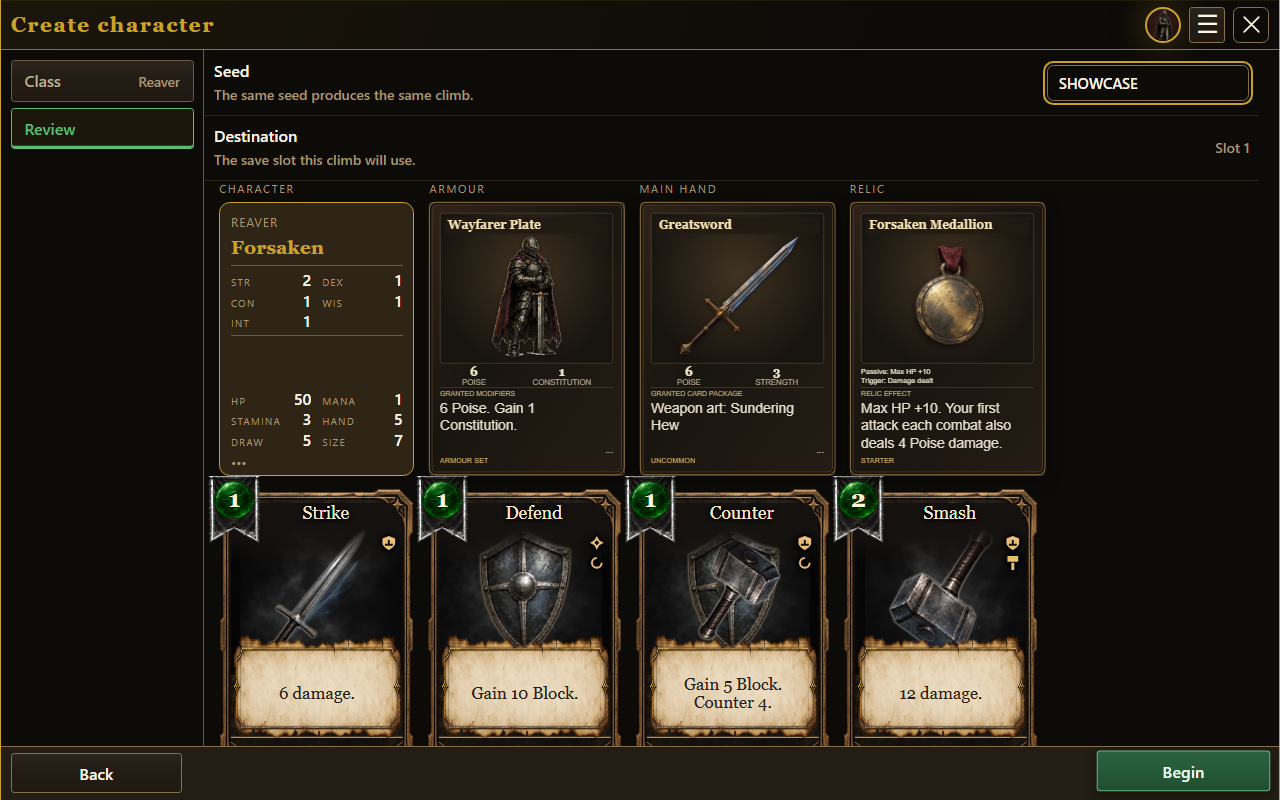 Create character
Class Reaver
Review
Seed
The same seed produces the same climb.
SHOWCASE
Destination
The save slot this climb will use.
Slot 1
CHARACTER
REAVER
Forsaken
STR 2 DEX 1
CON 1 WIS 1
INT 1
HP 50 MANA 1
STAMINA 3 HAND 5
DRAW 5 SIZE 7
...
ARMOUR
Wayfarer Plate
6 1
POISE CONSTITUTION
GRANTED MODIFIERS
6 Poise. Gain 1
Constitution.
...
ARMOUR SET
MAIN HAND
Greatsword
6 3
POISE STRENGTH
GRANTED CARD PACKAGE
Weapon art: Sundering
Hew
...
UNCOMMON
RELIC
Forsaken Medallion
Passive: Max HP +10
Trigger: Damage dealt
RELIC EFFECT
Max HP +10. Your first
attack each combat also
deals 4 Poise damage.
STARTER
1
Strike
6 damage.
1
Defend
Gain 10 Block.
1
Counter
Gain 5 Block.
Counter 4.
2
Smash
12 damage.
Back
Begin